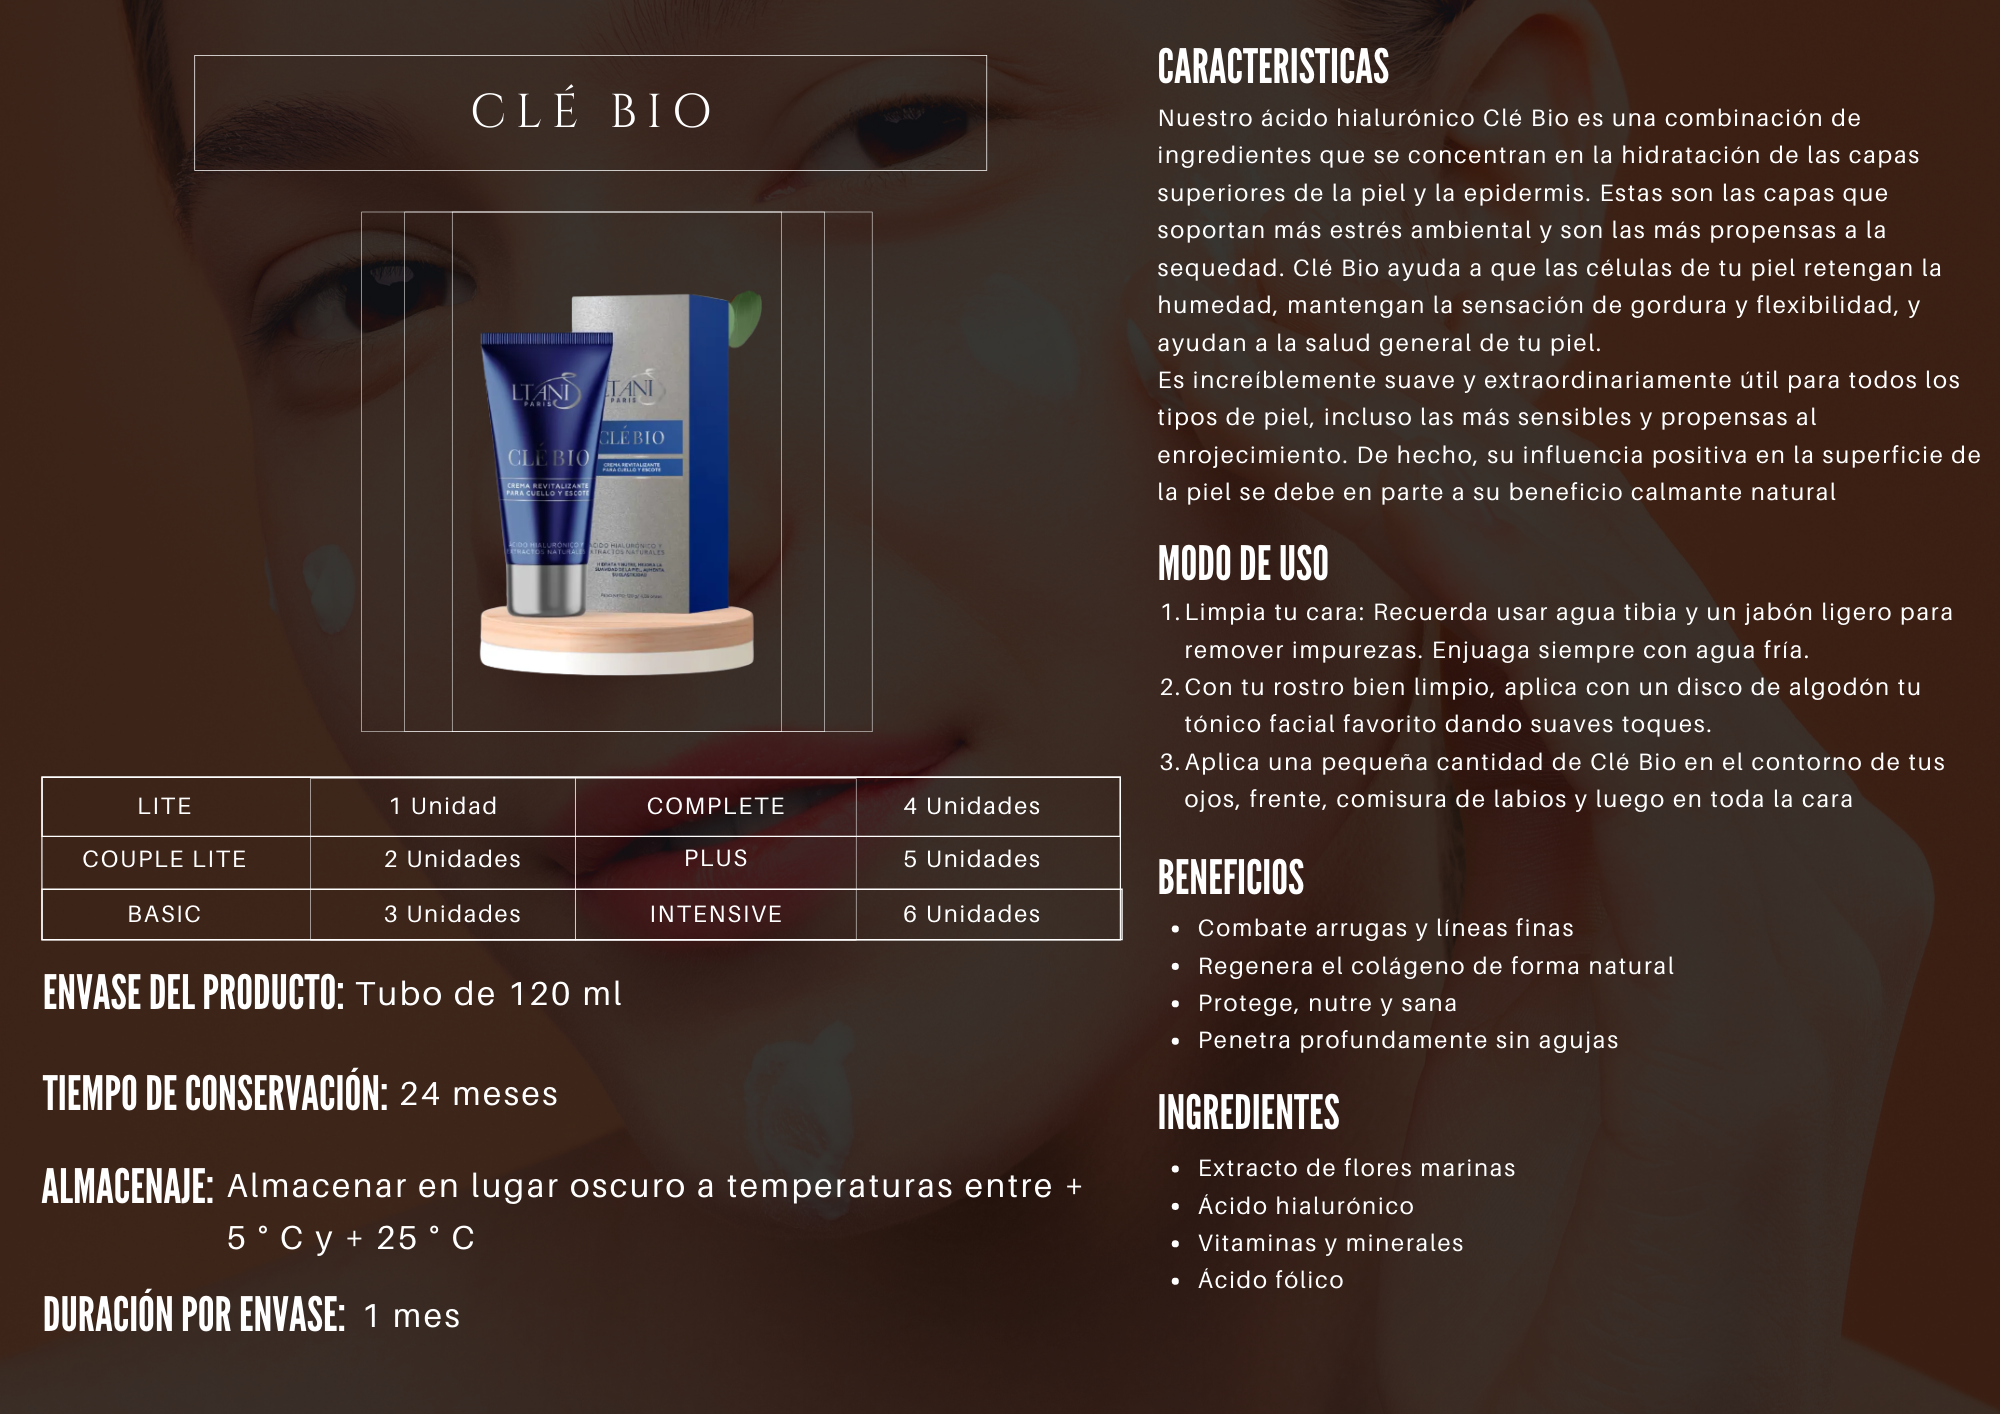 CLÉ BIO
LTANI
PARIS
CLÉ BIO
CREMA REVITALIZANTE
PARA CUELLO Y ESCOTE
ÁCIDO HIALURÓNICO Y
EXTRACTOS NATURALES
LTANI
PARIS
CLÉ BIO
CREMA REVITALIZANTE
PARA CUELLO Y ESCOTE
ÁCIDO HIALURÓNICO Y
EXTRACTOS NATURALES
LITE 1 Unidad COMPLETE 4 Unidades
COUPLE LITE 2 Unidades PLUS 5 Unidades
BASIC 3 Unidades INTENSIVE 6 Unidades
ENVASE DEL PRODUCTO: Tubo de 120 ml
TIEMPO DE CONSERVACIÓN: 24 meses
ALMACENAJE: Almacenar en lugar oscuro a temperaturas entre +
5 ° C y + 25 ° C
DURACIÓN POR ENVASE: 1 mes
CARACTERISTICAS
Nuestro ácido hialurónico Clé Bio es una combinación de
ingredientes que se concentran en la hidratación de las capas
superiores de la piel y la epidermis. Estas son las capas que
soportan más estrés ambiental y son las más propensas a la
sequedad. Clé Bio ayuda a que las células de tu piel retengan la
humedad, mantengan la sensación de gordura y flexibilidad, y
ayudan a la salud general de tu piel.
Es increíblemente suave y extraordinariamente útil para todos los
tipos de piel, incluso las más sensibles y propensas al
enrojecimiento. De hecho, su influencia positiva en la superficie de
la piel se debe en parte a su beneficio calmante natural
MODO DE USO
1. Limpia tu cara: Recuerda usar agua tibia y un jabón ligero para
remover impurezas. Enjuaga siempre con agua fría.
2. Con tu rostro bien limpio, aplica con un disco de algodón tu
tónico facial favorito dando suaves toques.
3. Aplica una pequeña cantidad de Clé Bio en el contorno de tus
ojos, frente, comisura de labios y luego en toda la cara
BENEFICIOS
• Combate arrugas y líneas finas
• Regenera el colágeno de forma natural
• Protege, nutre y sana
• Penetra profundamente sin agujas
INGREDIENTES
• Extracto de flores marinas
• Ácido hialurónico
• Vitaminas y minerales
• Ácido fólico